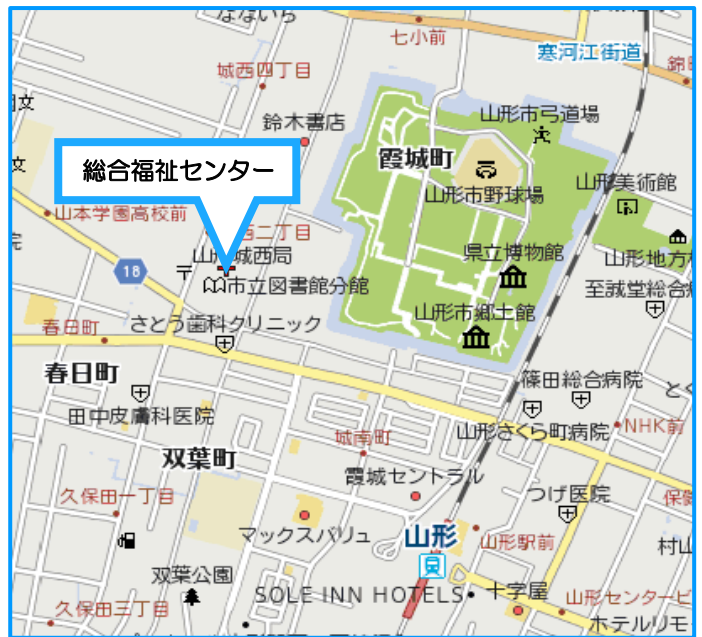 なないち
七小前
寒河江街道
城西四丁目
鈴木書店
山形市弓道場
霞城町
総合福祉センター
山形市野球場
山形美術館
山本学園高校前
西二丁目
県立博物館
山形城西局
18
市立図書館分館
山形地方
至誠堂総合病
山形市郷土館
春日町
さとう歯科クリニック
春日町
篠田総合病院
田中皮膚科医院
城南町
山形さくら町病院
NHK前
双葉町
霞城セントラル
久保田一丁目
つげ医院
マックスバリュ
山形
山形駅前
村山
双葉公園
SOLE INN HOTELS
十字屋
山形センタービ
久保田三丁目
ホテルリモ